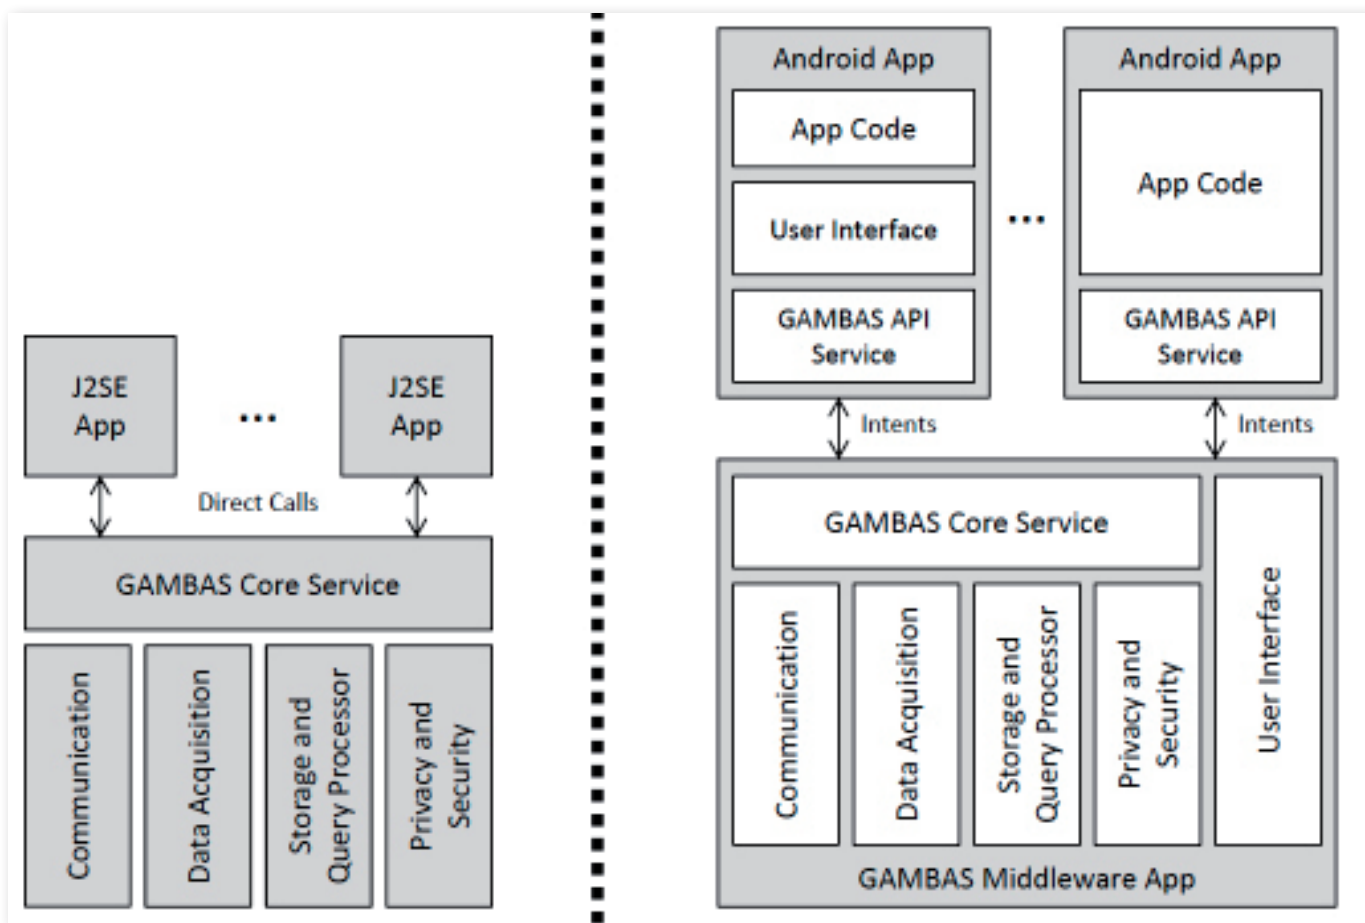 J2SE
App
...
J2SE
App
Direct Calls
GAMBAS Core Service
Communication
Data Acquisition
Storage and
Query Processor
Privacy and
Security
Android App
App Code
User Interface
GAMBAS API
Service
...
Android App
App Code
GAMBAS API
Service
Intents
Intents
GAMBAS Core Service
Communication
Data Acquisition
Storage and
Query Processor
Privacy and
Security
User Interface
GAMBAS Middleware App